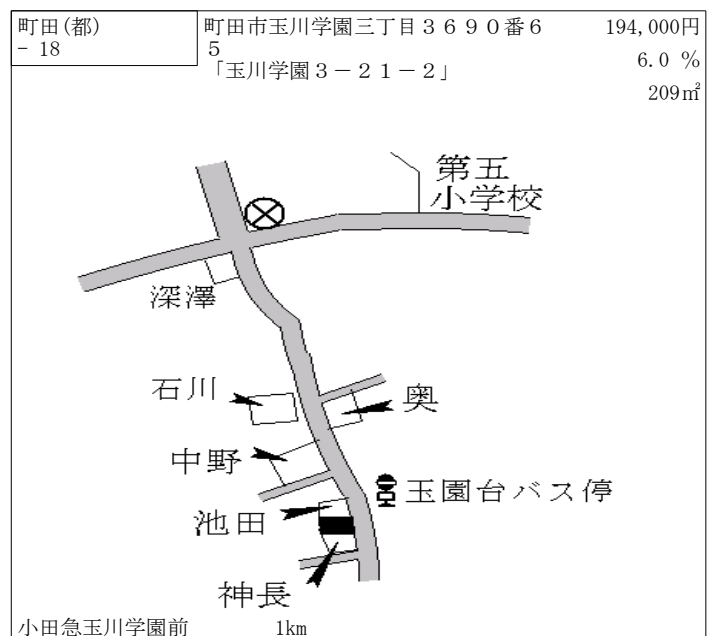 町田(都)
- 18
町田市玉川学園三丁目３６９０番６
５
「玉川学園３－２１－２」
194,000円
6.0 %
209㎡
第五
小学校
深澤
石川
奥
中野
玉園台バス停
池田
神長
小田急玉川学園前 1km